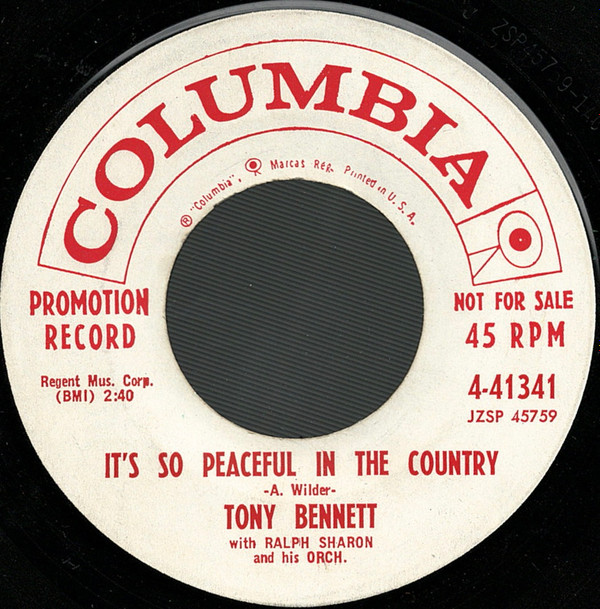 COLUMBIA
® "Columbia", Marcas Reg. Printed in U. S. A.
PROMOTION
RECORD
NOT FOR SALE
45 RPM
Regent Mus. Corp.
(BMI) 2:40
4-41341
JZSP 45759
IT'S SO PEACEFUL IN THE COUNTRY
-A. Wilder-
TONY BENNETT
with RALPH SHARON
and his ORCH.